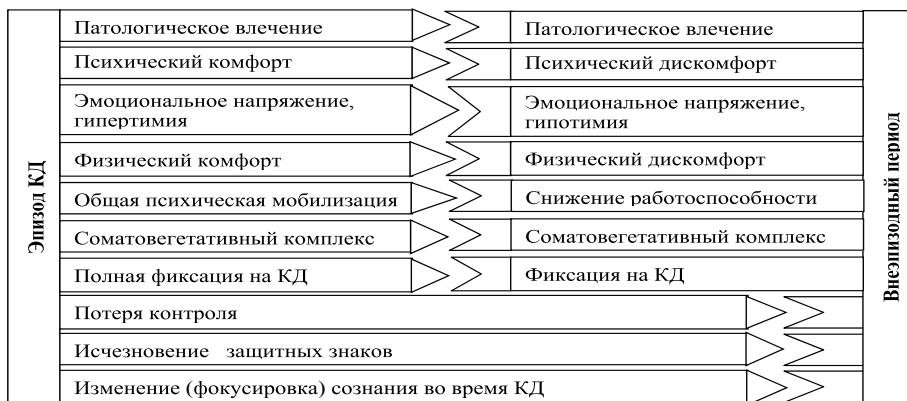 Эпизод КД
Патологическое влечение
Патологическое влечение
Психический комфорт
Психический дискомфорт
Эмоциональное напряжение,
гипертимия
Эмоциональное напряжение,
гипотимия
Физический комфорт
Физический дискомфорт
Общая психическая мобилизация
Снижение работоспособности
Соматовегетативный комплекс
Соматовегетативный комплекс
Полная фиксация на КД
Фиксация на КД
Потеря контроля
Исчезновение защитных знаков
Изменение (фокусировка) сознания во время КД
Внеэпизодный период